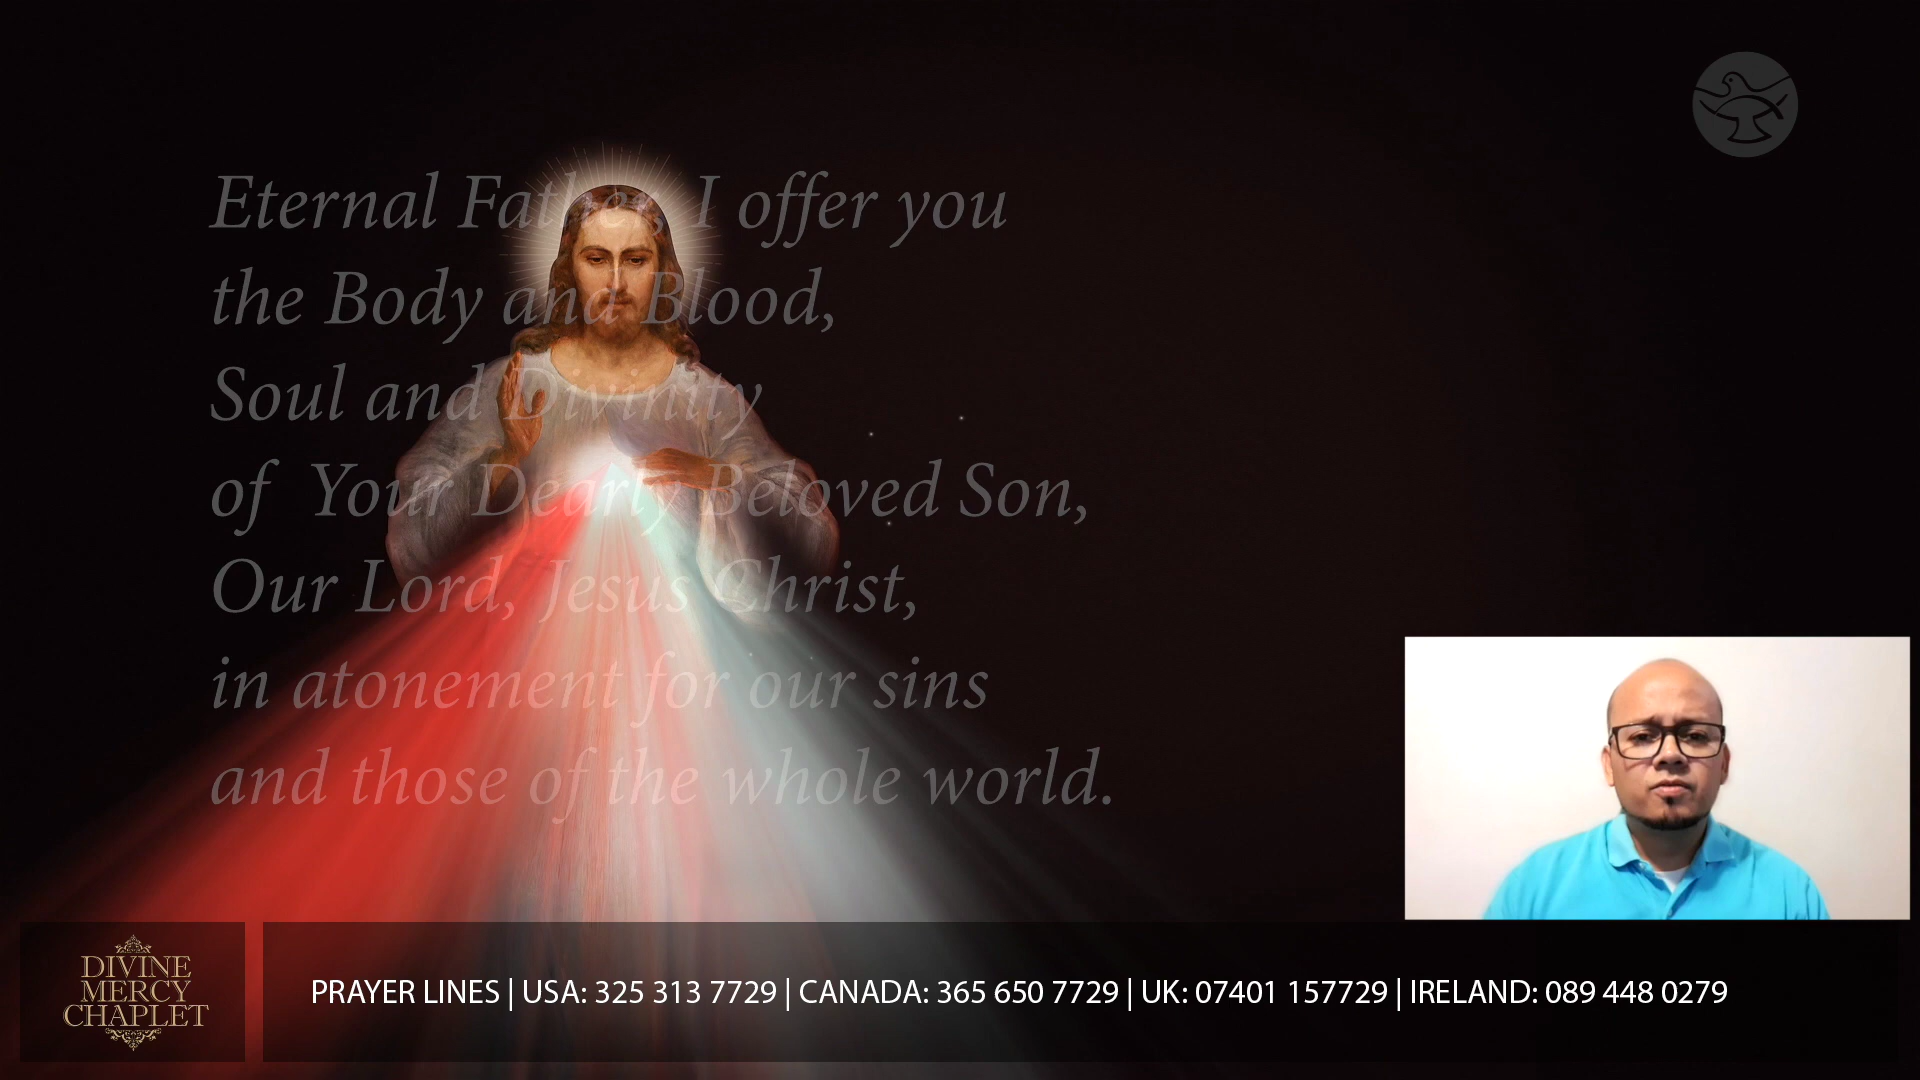 Eternal Father, I offer you
the Body and Blood,
Soul and Divinity
of Your Dearly Beloved Son,
Our Lord, Jesus Christ,
in atonement for our sins
and those of the whole world.
DIVINE
MERCY
CHAPLET
PRAYER LINES | USA: 325 313 7729 | CANADA: 365 650 7729 | UK: 07401 157729 | IRELAND: 089 448 0279